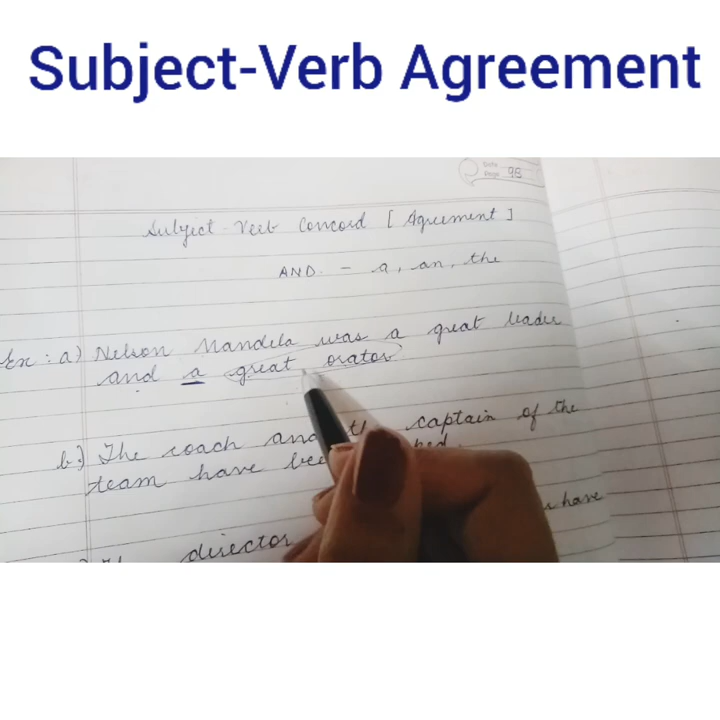 Subject-Verb Agreement
Date
Page 98
Subject-Verb Concord [Agreement]
AND - a, an, the
Ex: a) Nelson Mandela was a great leader
and a great orator
b) The coach and captain of the
team have
director have